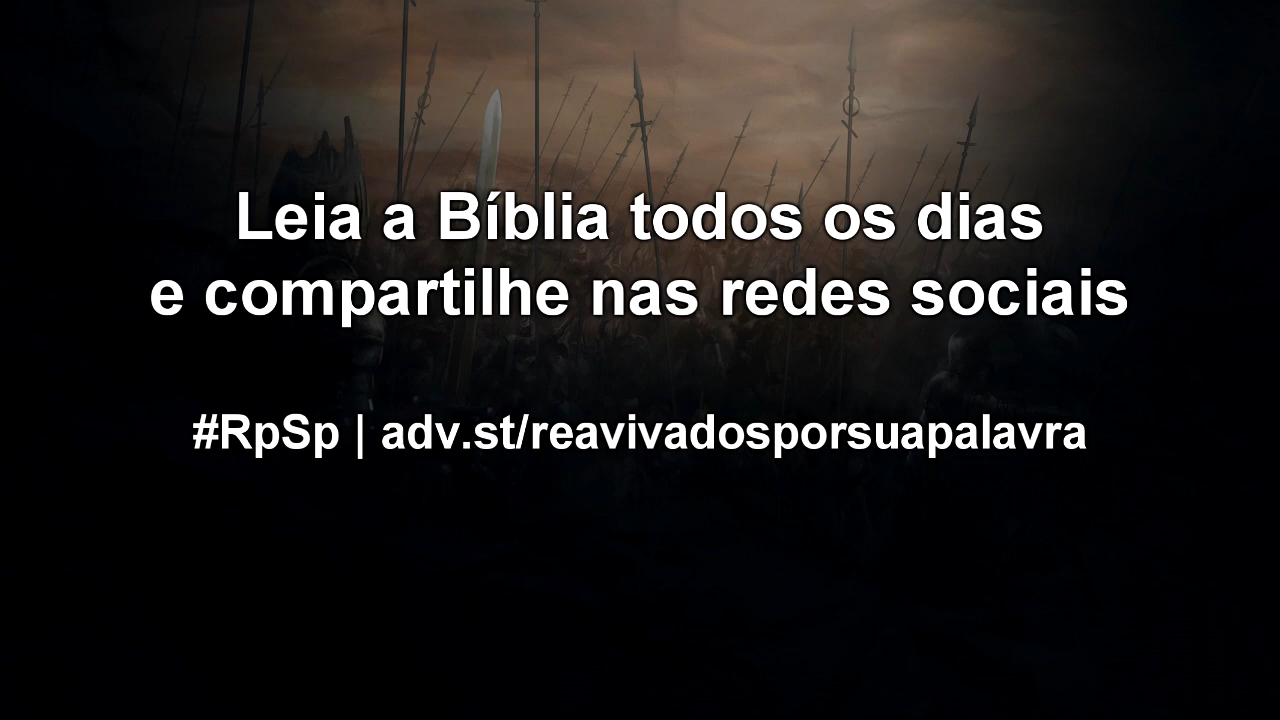 Leia a Bíblia todos os dias
e compartilhe nas redes sociais
#RpSp | adv.st/reavivadosporsuapalavra